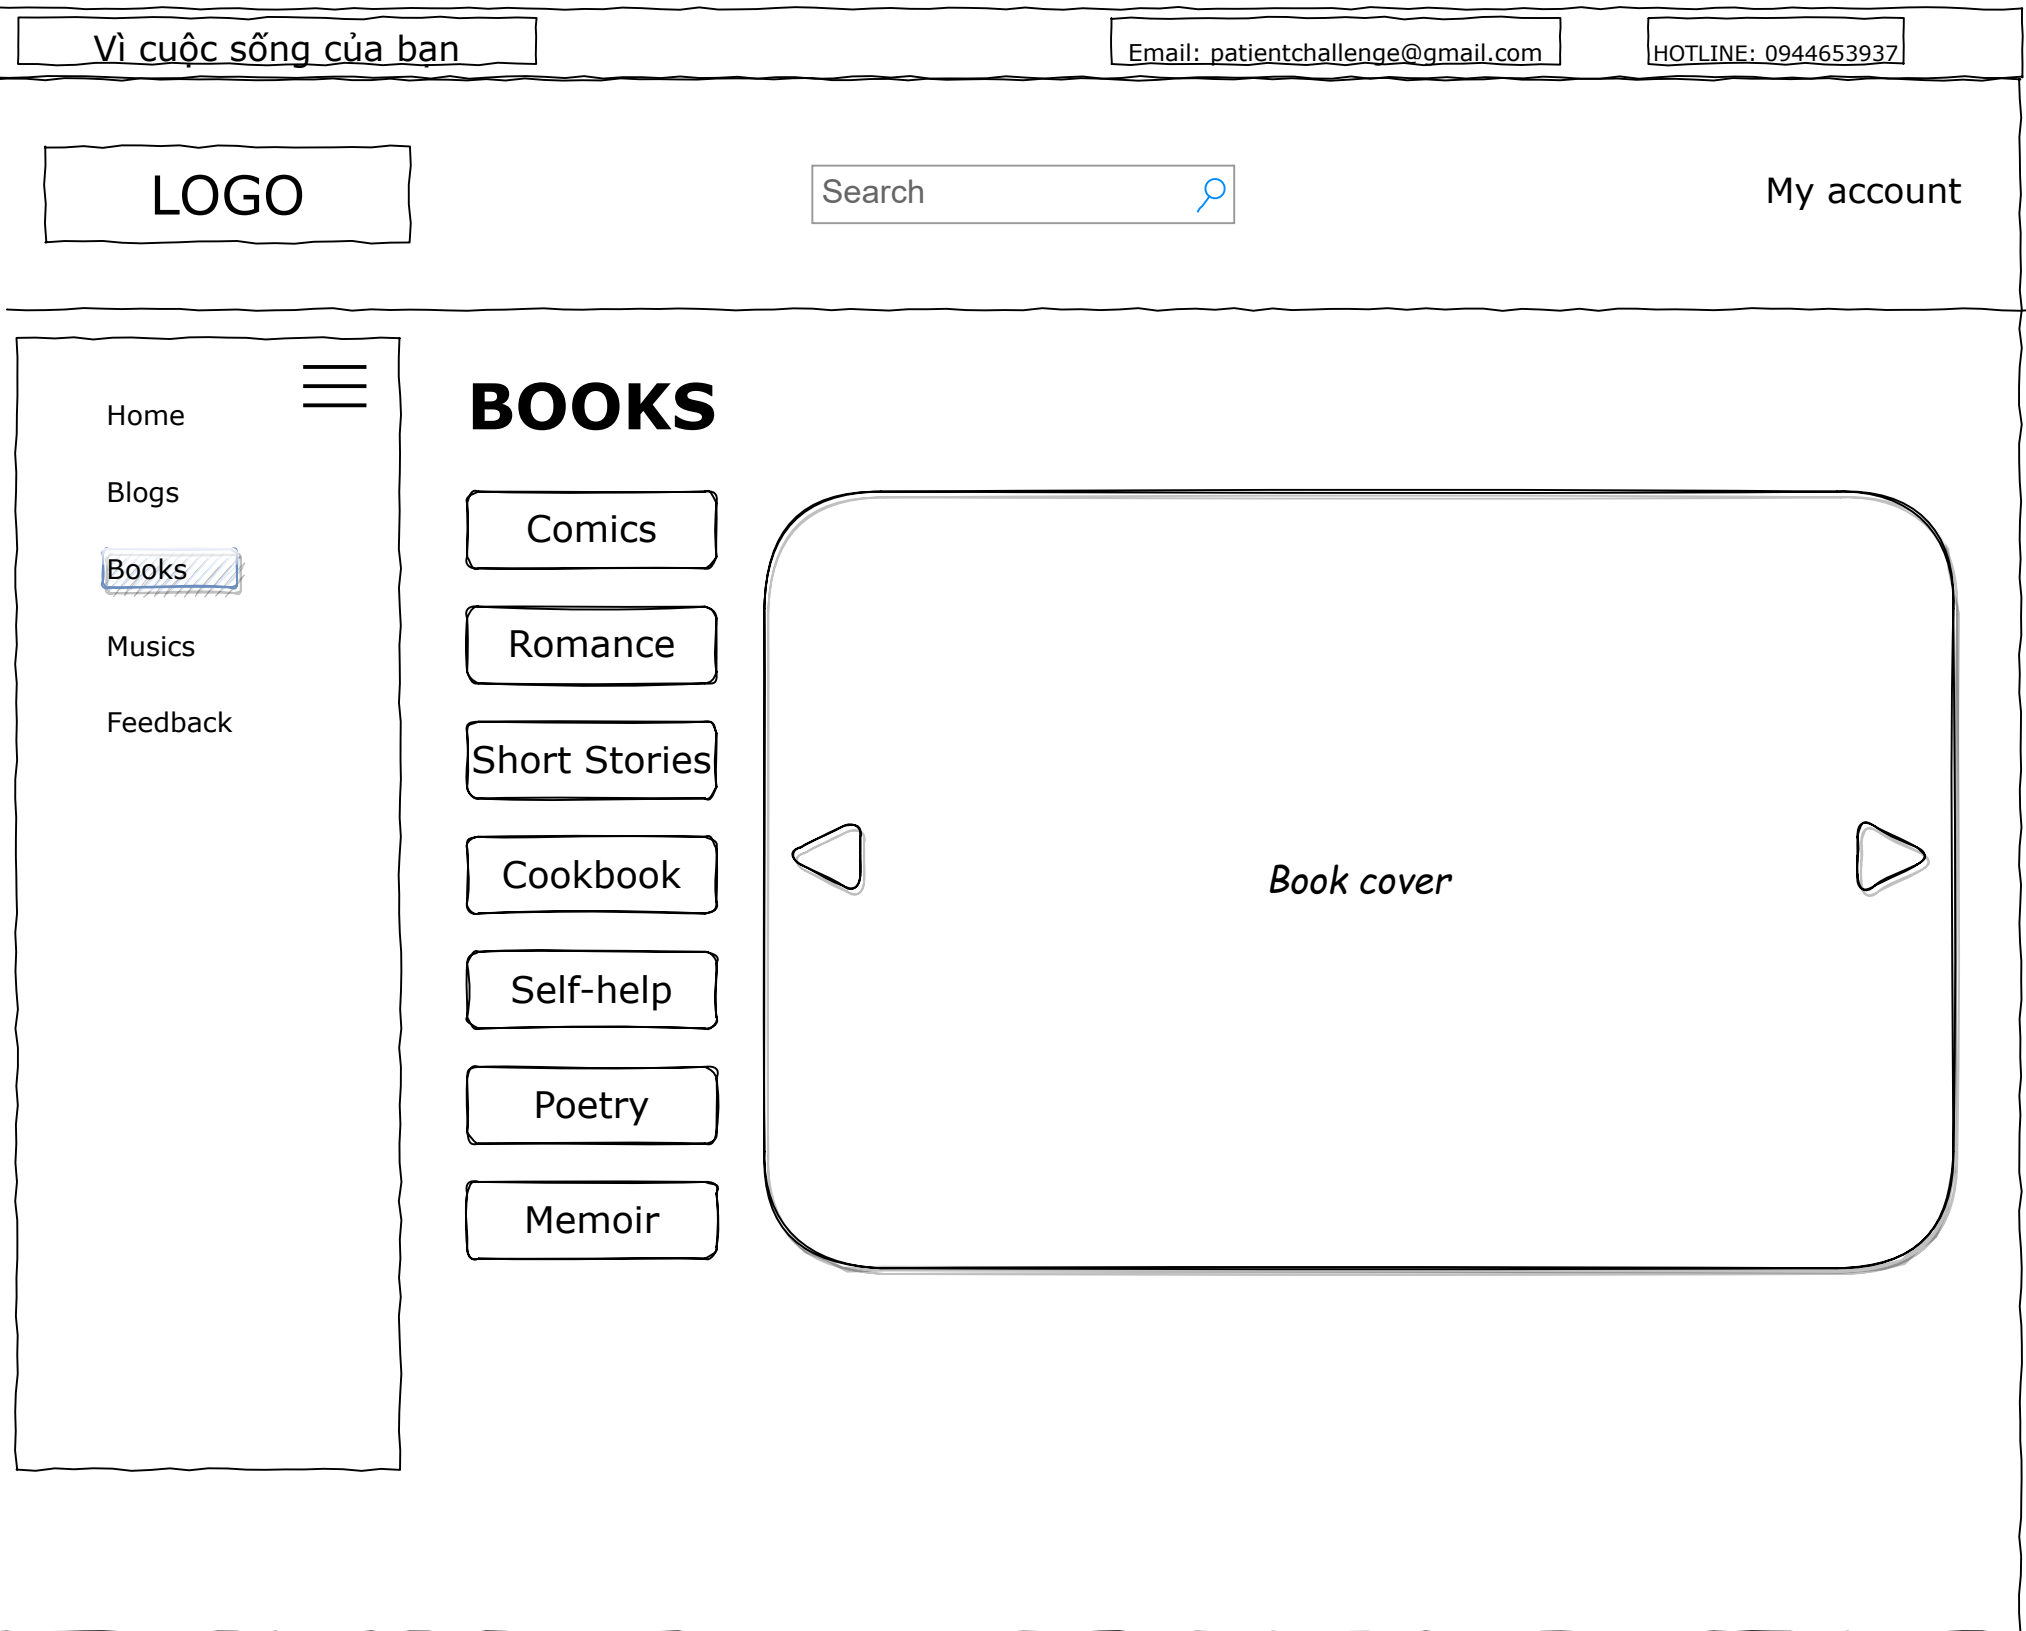 Vì cuộc sống của bạn
Email: patientchallenge@gmail.com
HOTLINE: 0944653937
LOGO
Search
My account
Home
Blogs
Books
Musics
Feedback
BOOKS
Comics
Romance
Short Stories
Cookbook
Self-help
Poetry
Memoir
Book cover